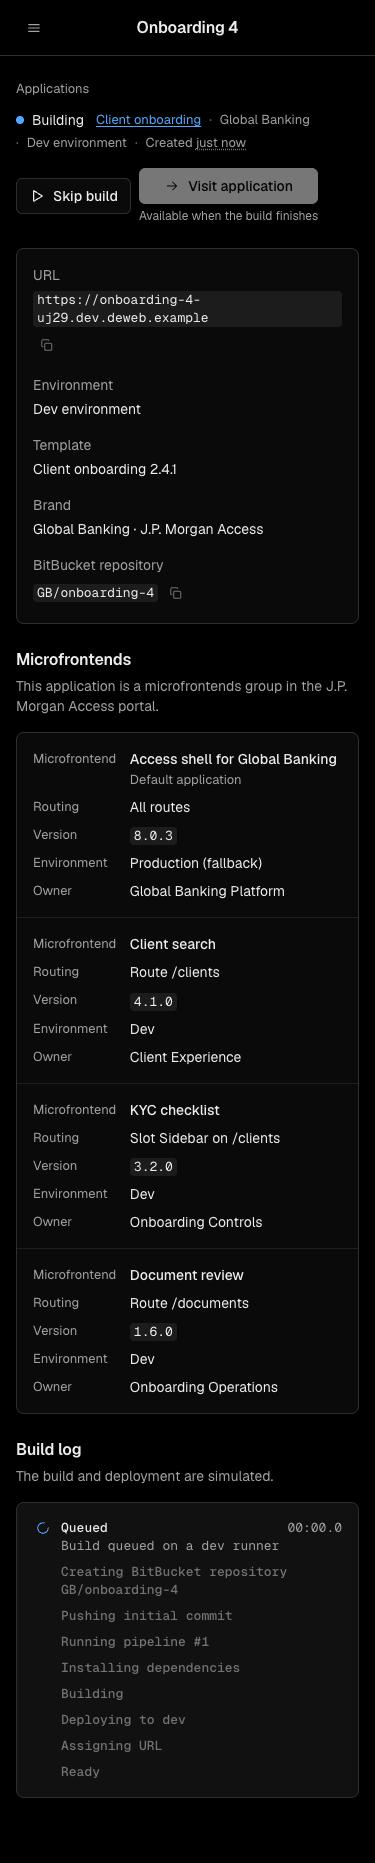 Onboarding 4
Applications
Building Client onboarding · Global Banking
· Dev environment · Created just now
Skip build
Visit application
Available when the build finishes
URL
https://onboarding-4-
uj29.dev.deweb.example
Environment
Dev environment
Template
Client onboarding 2.4.1
Brand
Global Banking · J.P. Morgan Access
BitBucket repository
GB/onboarding-4
Microfrontends
This application is a microfrontends group in the J.P.
Morgan Access portal.
Microfrontend Access shell for Global Banking
Default application
Routing All routes
Version 8.0.3
Environment Production (fallback)
Owner Global Banking Platform
Microfrontend Client search
Routing Route /clients
Version 4.1.0
Environment Dev
Owner Client Experience
Microfrontend KYC checklist
Routing Slot Sidebar on /clients
Version 3.2.0
Environment Dev
Owner Onboarding Controls
Microfrontend Document review
Routing Route /documents
Version 1.6.0
Environment Dev
Owner Onboarding Operations
Build log
The build and deployment are simulated.
Queued 00:00.0
Build queued on a dev runner
Creating BitBucket repository
GB/onboarding-4
Pushing initial commit
Running pipeline #1
Installing dependencies
Building
Deploying to dev
Assigning URL
Ready